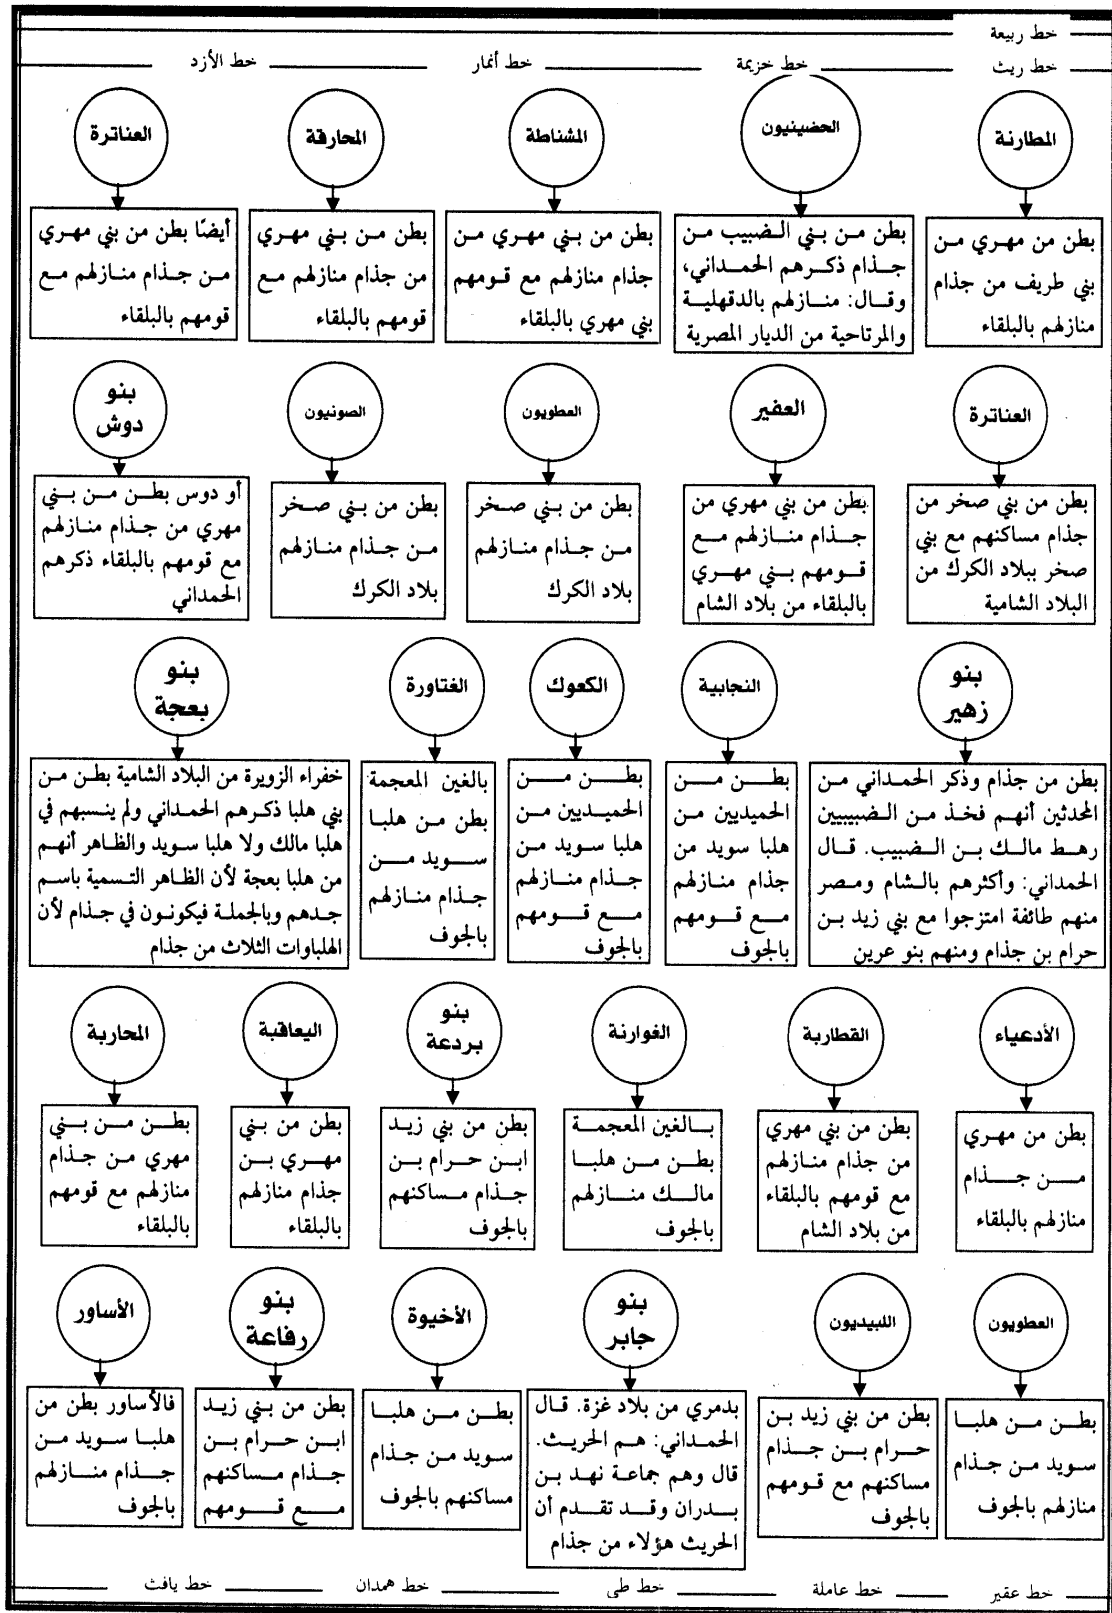 خط ربيعة
خط ريث
خط خزيمة
خط أنمار
خط الأزد
المطارنة
بطن من مهري من
بني طريف من جذام
منازلهم بالبلقاء
الحضينيون
بطن من بني الضبيب من
جذام ذكرهم الحمداني،
وقال: منازلهم بالدقهلية
والمرتاحية من الديار المصرية
المشناطة
بطن من بني مهري من
جذام منازلهم مع قومهم
بني مهري بالبلقاء
المحارقة
بطن من بني مهري
من جذام منازلهم مع
قومهم بالبلقاء
العناترة
أيضًا بطن من بني مهري
من جذام منازلهم مع
قومهم بالبلقاء
العناترة
بطن من بني صخر من
جذام مساكنهم مع بني
صخر ببلاد الكرك من
البلاد الشامية
العفير
بطن من بني مهري من
جذام منازلهم مع
قومهم بني مهري
بالبلقاء من بلاد الشام
العطويون
بطن من بني صخر
من جذام منازلهم
بلاد الكرك
الصونيون
بطن من بني صخر
من جذام منازلهم
بلاد الكرك
بنو
دوش
أو دوس بطن من بني
مهري من جذام منازلهم
مع قومهم بالبلقاء ذكرهم
الحمداني
بنو
زهير
بطن من جذام وذكر الحمداني من
المحدثين أنهم فخذ من الضبيبيين
رهط مالك بن الضبيب. قال
الحمداني: وأكثرهم بالشام ومصر
منهم طائفة امتزجوا مع بني زيد بن
حرام بن جذام ومنهم بنو عرين
النجابية
بطن من
الحميديين من
هلبا سويد من
جذام منازلهم
مع قومهم
بالجوف
الكعوك
بطن من
الحميديين من
هلبا سويد من
جذام منازلهم
مع قومهم
بالجوف
الغتاورة
بالغين المعجمة
بطن من هلبا
سويد من
جذام منازلهم
بالجوف
بنو
بعجة
خفراء الزويرة من البلاد الشامية بطن من
بني هلبا ذكرهم الحمداني ولم ينسبهم في
هلبا مالك ولا هلبا سويد والظاهر أنهم
من هلبا بعجة لأن الظاهر التسمية باسم
جدهم وبالجملة فيكونون في جذام لأن
الهلباوات الثلاث من جذام
الأدعياء
بطن من مهري
من جذام
منازلهم بالبلقاء
القطاربة
بطن من بني مهري
من جذام منازلهم
مع قومهم بالبلقاء
من بلاد الشام
الغوارنة
بالغين المعجمة
بطن من هلبا
مالك منازلهم
بالجوف
بنو
بردعة
بطن من بني زيد
ابن حرام بن
جذام مساكنهم
بالجوف
اليعاقبة
بطن من بني
مهري بن
جذام منازلهم
بالبلقاء
المحاربة
بطن من بني
مهري من جذام
منازلهم مع قومهم
بالبلقاء
العطويون
بطن من هلبا
سويد من جذام
منازلهم بالجوف
اللبيديون
بطن من بني زيد بن
حرام بن جذام
مساكنهم مع قومهم
بالجوف
بنو
جابر
بدمري من بلاد غزة. قال
الحمداني: هم الحريث.
قال وهم جماعة نهد بن
بدران وقد تقدم أن
الحريث هؤلاء من جذام
الأخيوة
بطن من هلبا
سويد من جذام
مساكنهم بالجوف
بنو
رفاعة
بطن من بني زيد
ابن حرام بن
جذام مساكنهم
مع قومهم
الأساور
فالأساور بطن من
هلبا سويد من
جذام منازلهم
بالجوف
خط عقير
خط عاملة
خط طي
خط همدان
خط يافث